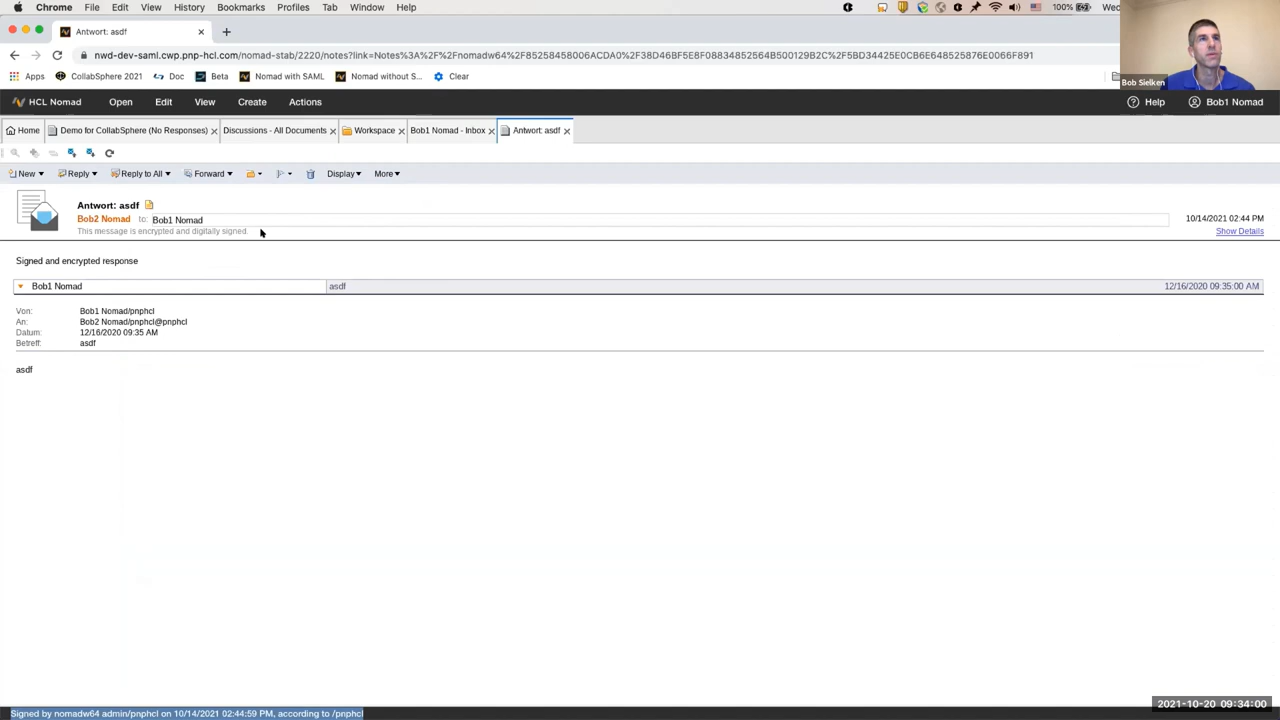 Chrome File Edit View History Bookmarks Profiles Tab Window Help 100% Wec
Antwort: asdf
nwd-dev-saml.cwp.pnp-hcl.com/nomad-stab/2220/notes?link=Notes%3A%2F%2Fnomadw64%2F85258458006ACDA0%2F38D46BF5E8F08834852564B500129B2C%2F5BD34425E0CB6E648525876E0066F891
Apps CollabSphere 2021 Doc Beta Nomad with SAML Nomad without S... Clear
Bob Sielken
HCL Nomad Open Edit View Create Actions Help Bob1 Nomad
Home Demo for CollabSphere (No Responses) Discussions - All Documents Workspace Bob1 Nomad - Inbox Antwort: asdf
New Reply Reply to All Forward Display More
Antwort: asdf
Bob2 Nomad to: Bob1 Nomad 10/14/2021 02:44 PM
This message is encrypted and digitally signed. Show Details
Signed and encrypted response
Bob1 Nomad asdf 12/16/2020 09:35:00 AM
Von: Bob1 Nomad/pnphcl
An: Bob2 Nomad/pnphcl@pnphcl
Datum: 12/16/2020 09:35 AM
Betreff: asdf
asdf
2021-10-20 09:34:00
Signed by nomadw64 admin/pnphcl on 10/14/2021 02:44:59 PM, according to /pnphcl